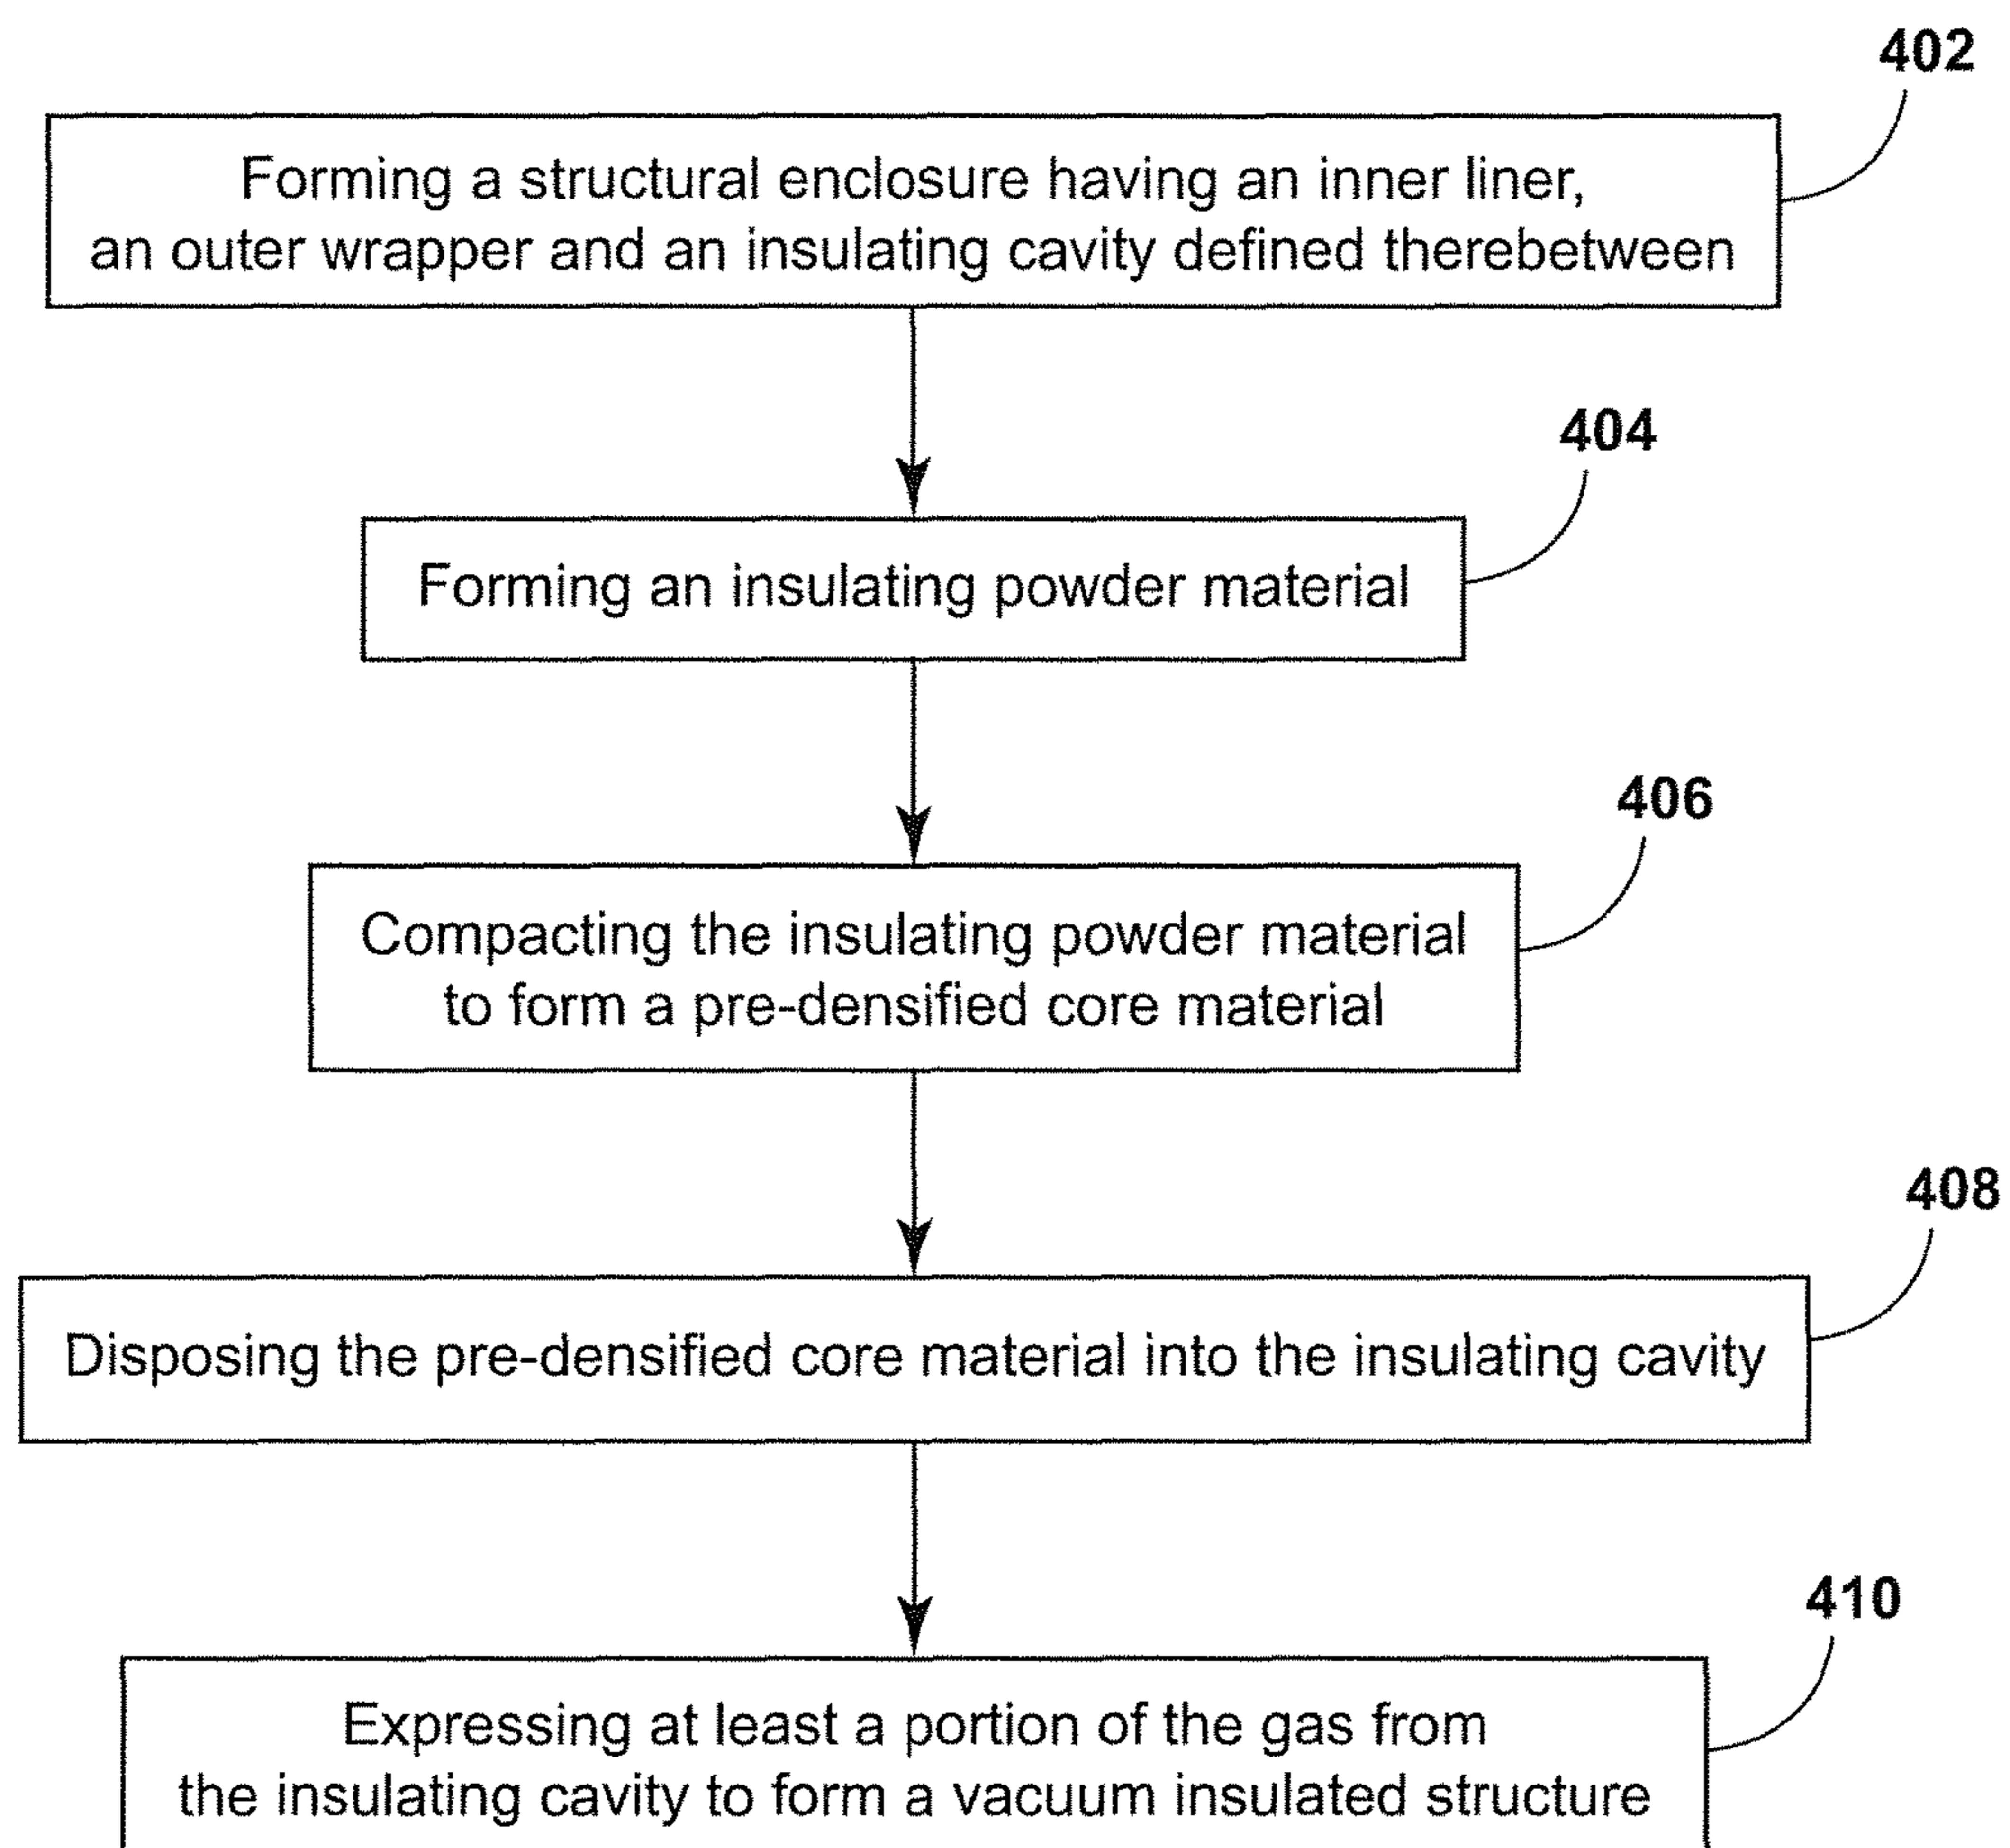 402
Forming a structural enclosure having an inner liner,
an outer wrapper and an insulating cavity defined therebetween
404
Forming an insulating powder material
406
Compacting the insulating powder material
to form a pre-densified core material
408
Disposing the pre-densified core material into the insulating cavity
410
Expressing at least a portion of the gas from
the insulating cavity to form a vacuum insulated structure